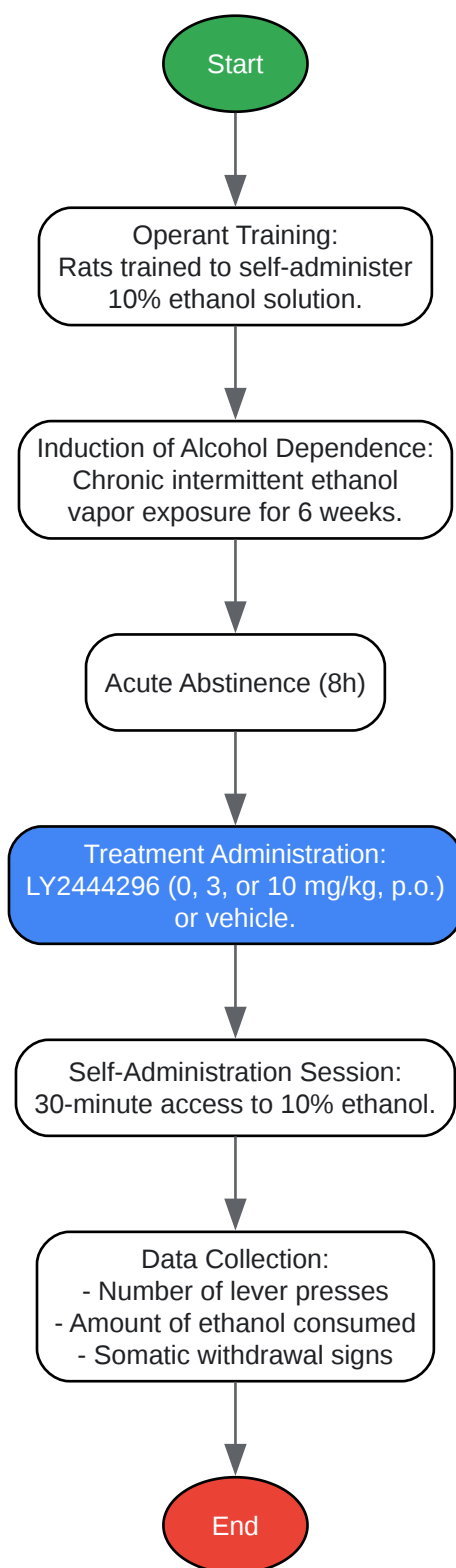 Start
Operant Training:
Rats trained to self-administer
10% ethanol solution.
Induction of Alcohol Dependence:
Chronic intermittent ethanol
vapor exposure for 6 weeks.
Acute Abstinence (8h)
Treatment Administration:
LY2444296 (0, 3, or 10 mg/kg, p.o.)
or vehicle.
Self-Administration Session:
30-minute access to 10% ethanol.
Data Collection:
- Number of lever presses
- Amount of ethanol consumed
- Somatic withdrawal signs
End